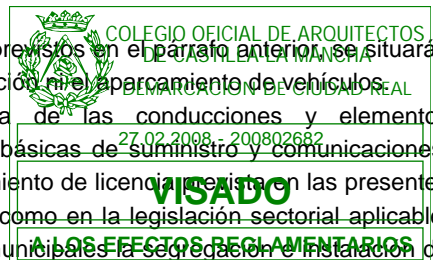 COLEGIO OFICIAL DE ARQUITECTOS
previstos en el párrafo anterior, se situará
DE CASTILLA-LA MANCHA
ción ni el aparcamiento de vehículos.
DEMARCACION DE CIUDAD REAL
a de las conducciones y elemento
27.02.2008 - 200802682
básicas de suministro y comunicaciones
miento de licencia prevista en las presente
VISADO
como en la legislación sectorial aplicable
A LOS EFECTOS REGLAMENTARIOS
unicipales la segregación e instalación d